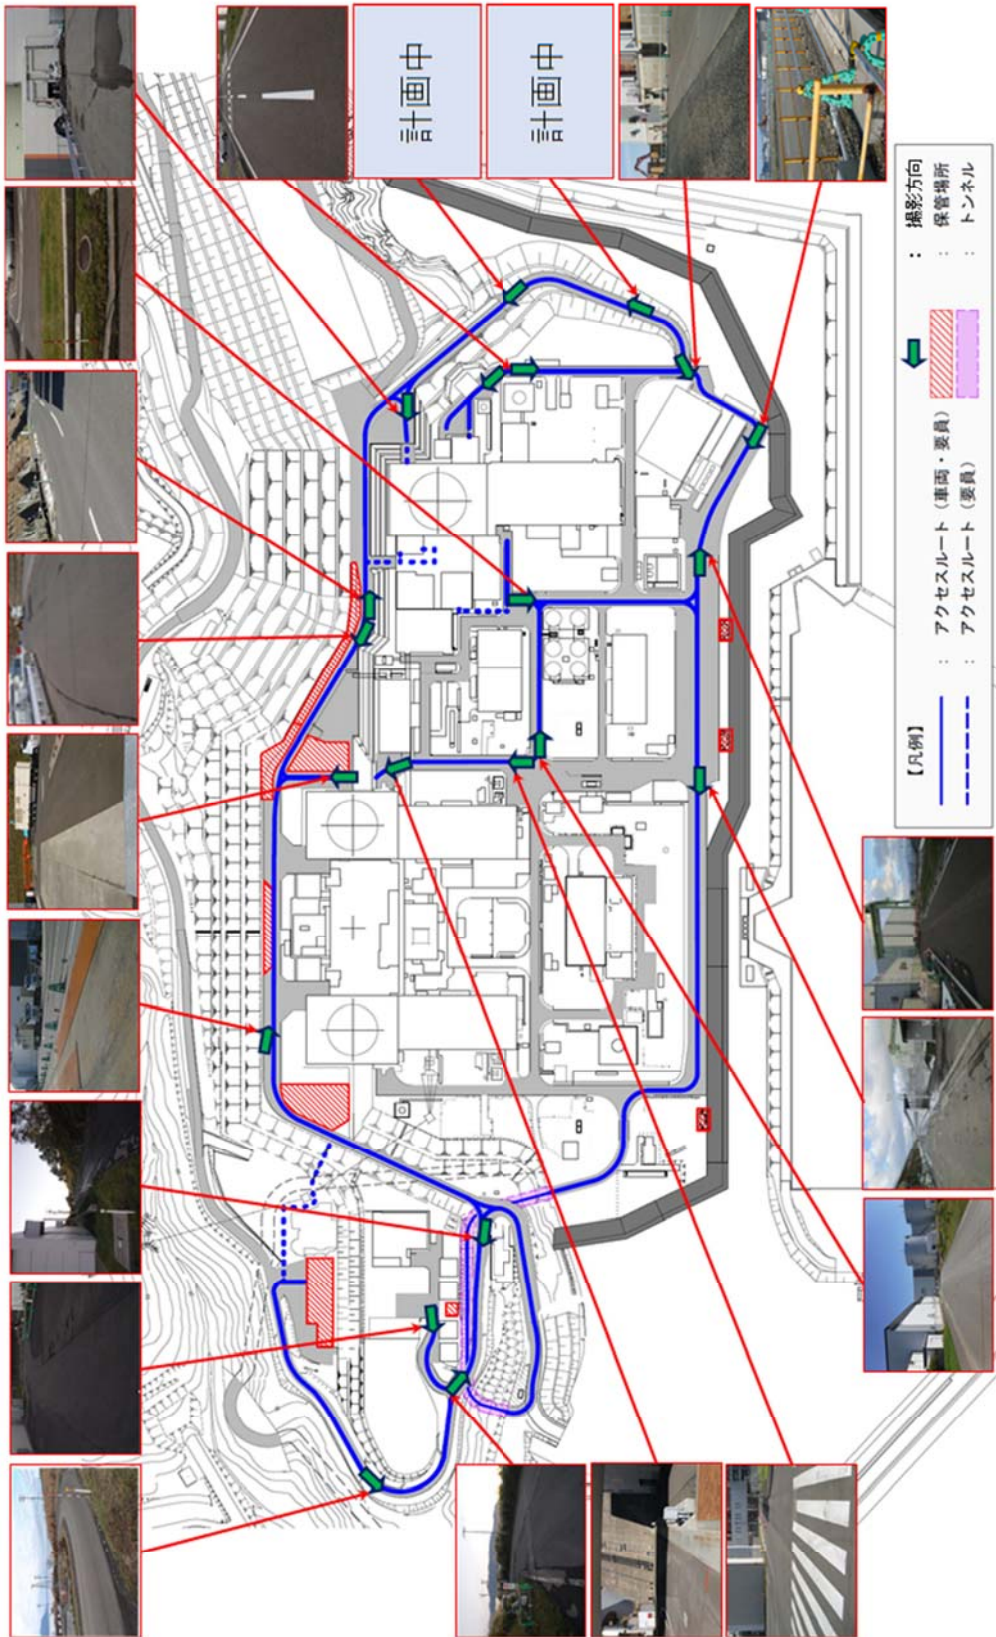 計画中
計画中
【凡例】
： アクセスルート（車両・要員）
： アクセスルート（要員）
： 撮影方向
： 保管場所
： トンネル